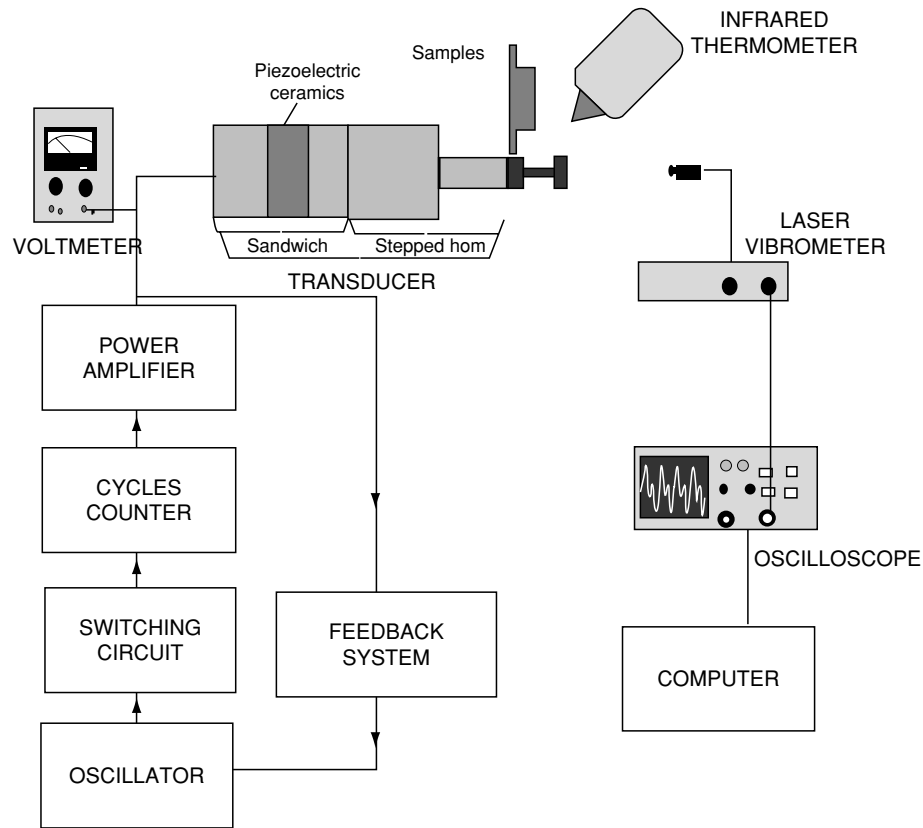 INFRARED
THERMOMETER
Samples
Piezoelectric
ceramics
VOLTMETER
Sandwich
Stepped hom
TRANSDUCER
LASER
VIBROMETER
POWER
AMPLIFIER
CYCLES
COUNTER
OSCILLOSCOPE
SWITCHING
CIRCUIT
FEEDBACK
SYSTEM
COMPUTER
OSCILLATOR